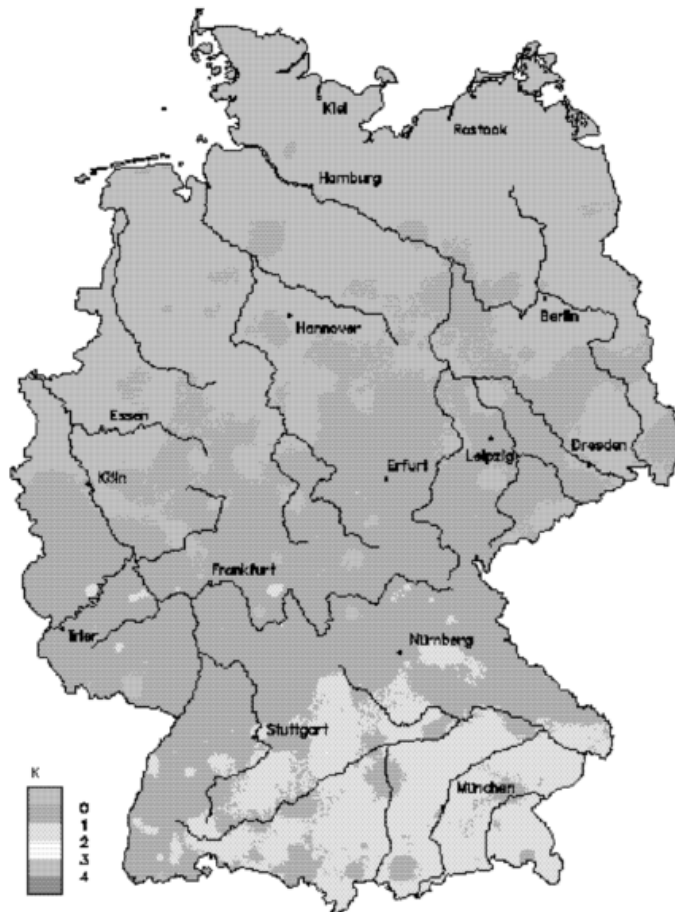 Kiel
Rostock
Hamburg
Berlin
Hannover
Essen
Leipzig
Dresden
Erfurt
Köln
Frankfurt
Trier
Nürnberg
Stuttgart
München
K
0
1
2
3
4